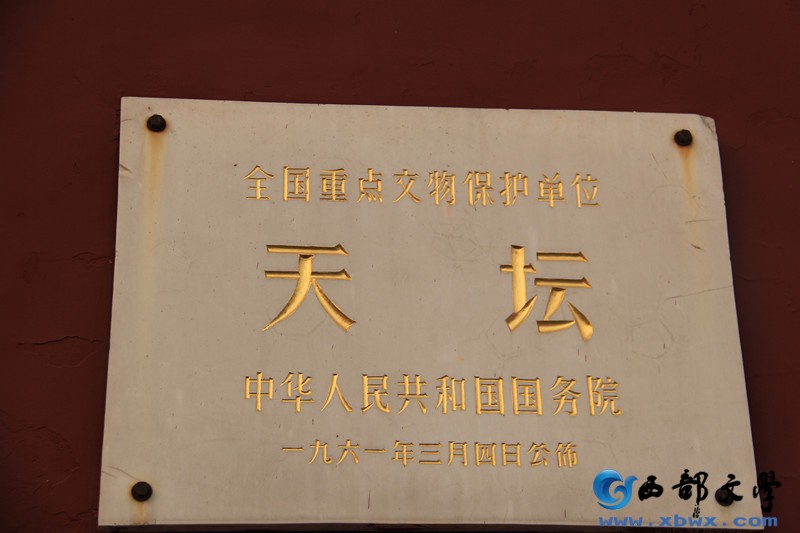 全国重点文物保护单位
天坛
中华人民共和国国务院
一九六一年三月四日公佈
西部文学
www.xbwx.com